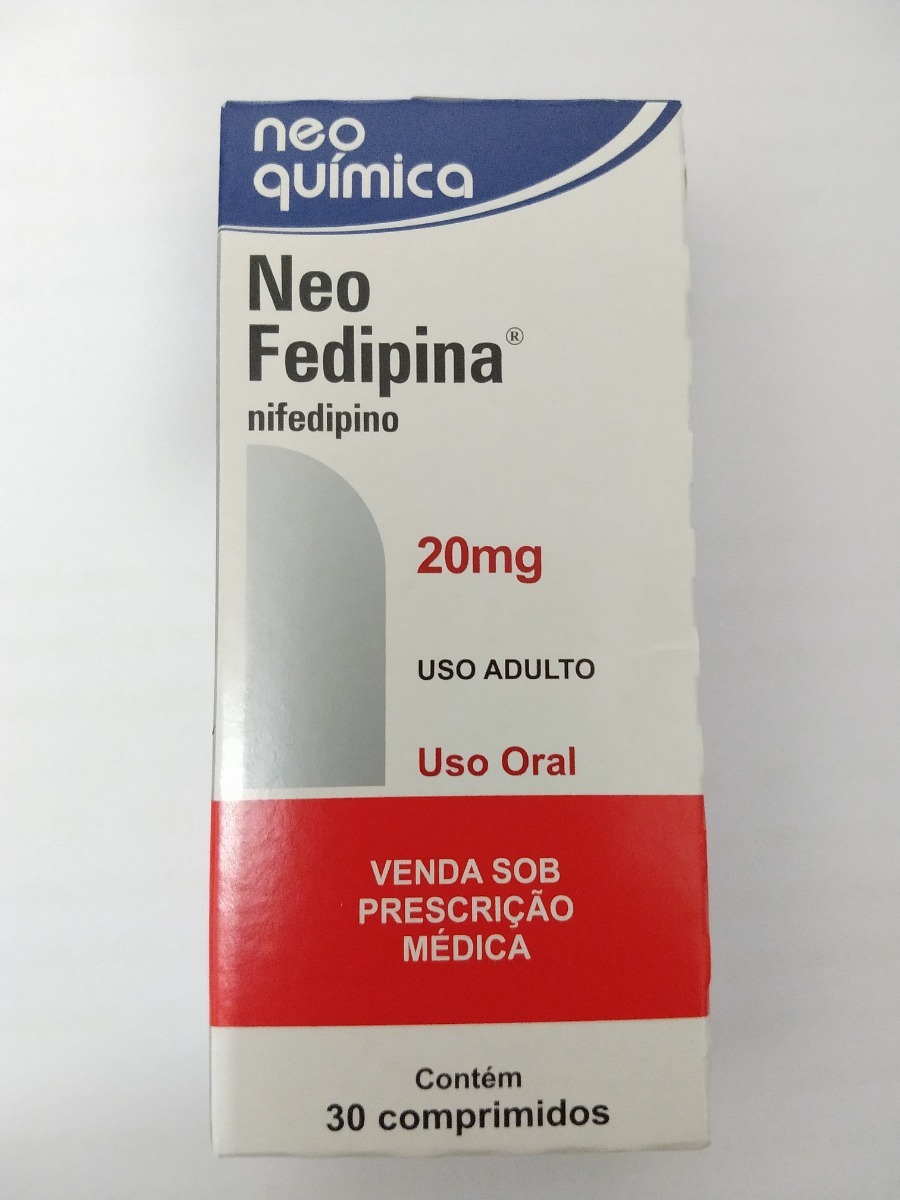 neo
química
Neo
Fedipina®
nifedipino
20mg
USO ADULTO
Uso Oral
VENDA SOB
PRESCRIÇÃO
MÉDICA
Contém
30 comprimidos